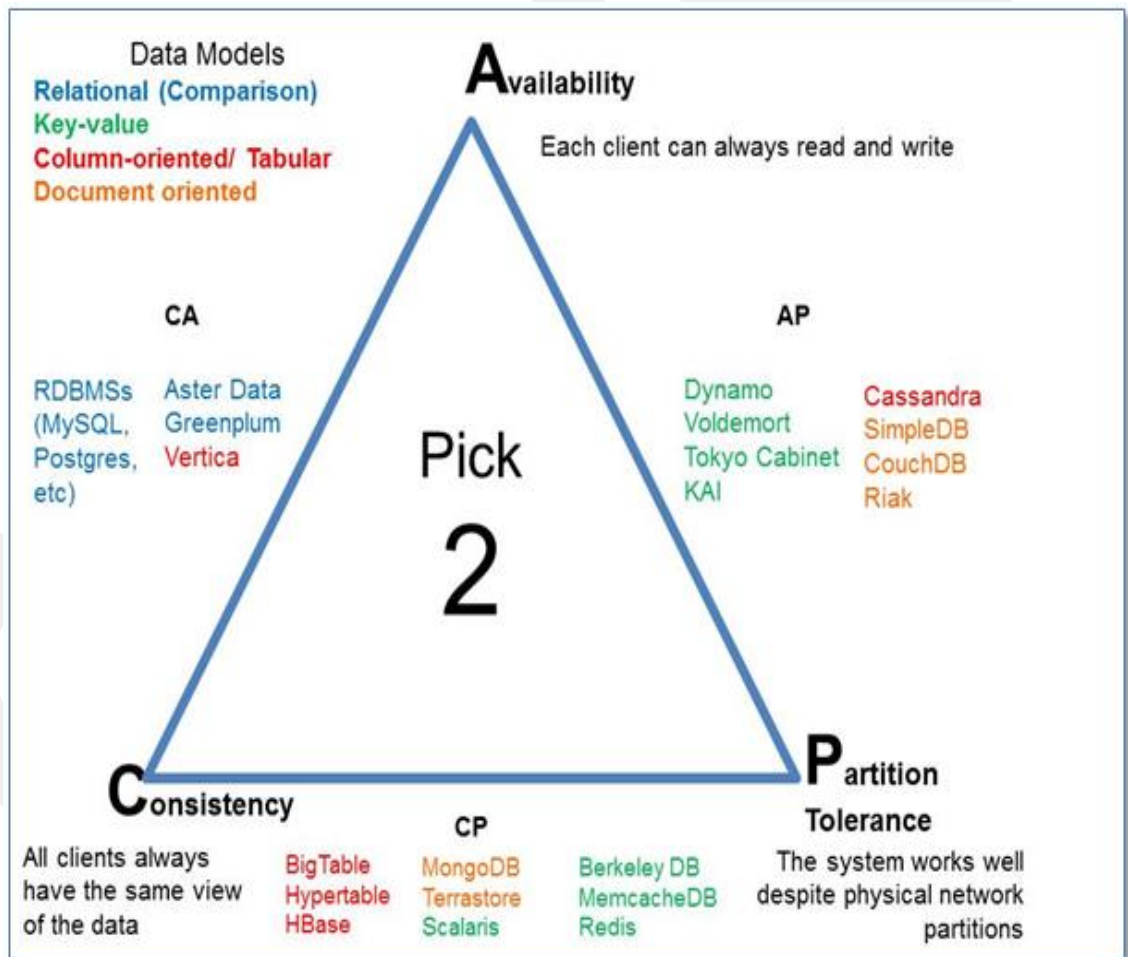 Data Models
Relational (Comparison)
Key-value
Column-oriented/ Tabular
Document oriented
Availability
Each client can always read and write
CA
RDBMSs
(MySQL,
Postgres,
etc)
Aster Data
Greenplum
Vertica
Pick
2
AP
Dynamo
Voldemort
Tokyo Cabinet
KAI
Cassandra
SimpleDB
CouchDB
Riak
Consistency
All clients always
have the same view
of the data
CP
BigTable
Hypertable
HBase
MongoDB
Terrastore
Scalaris
Berkeley DB
MemcacheDB
Redis
Partition
Tolerance
The system works well
despite physical network
partitions